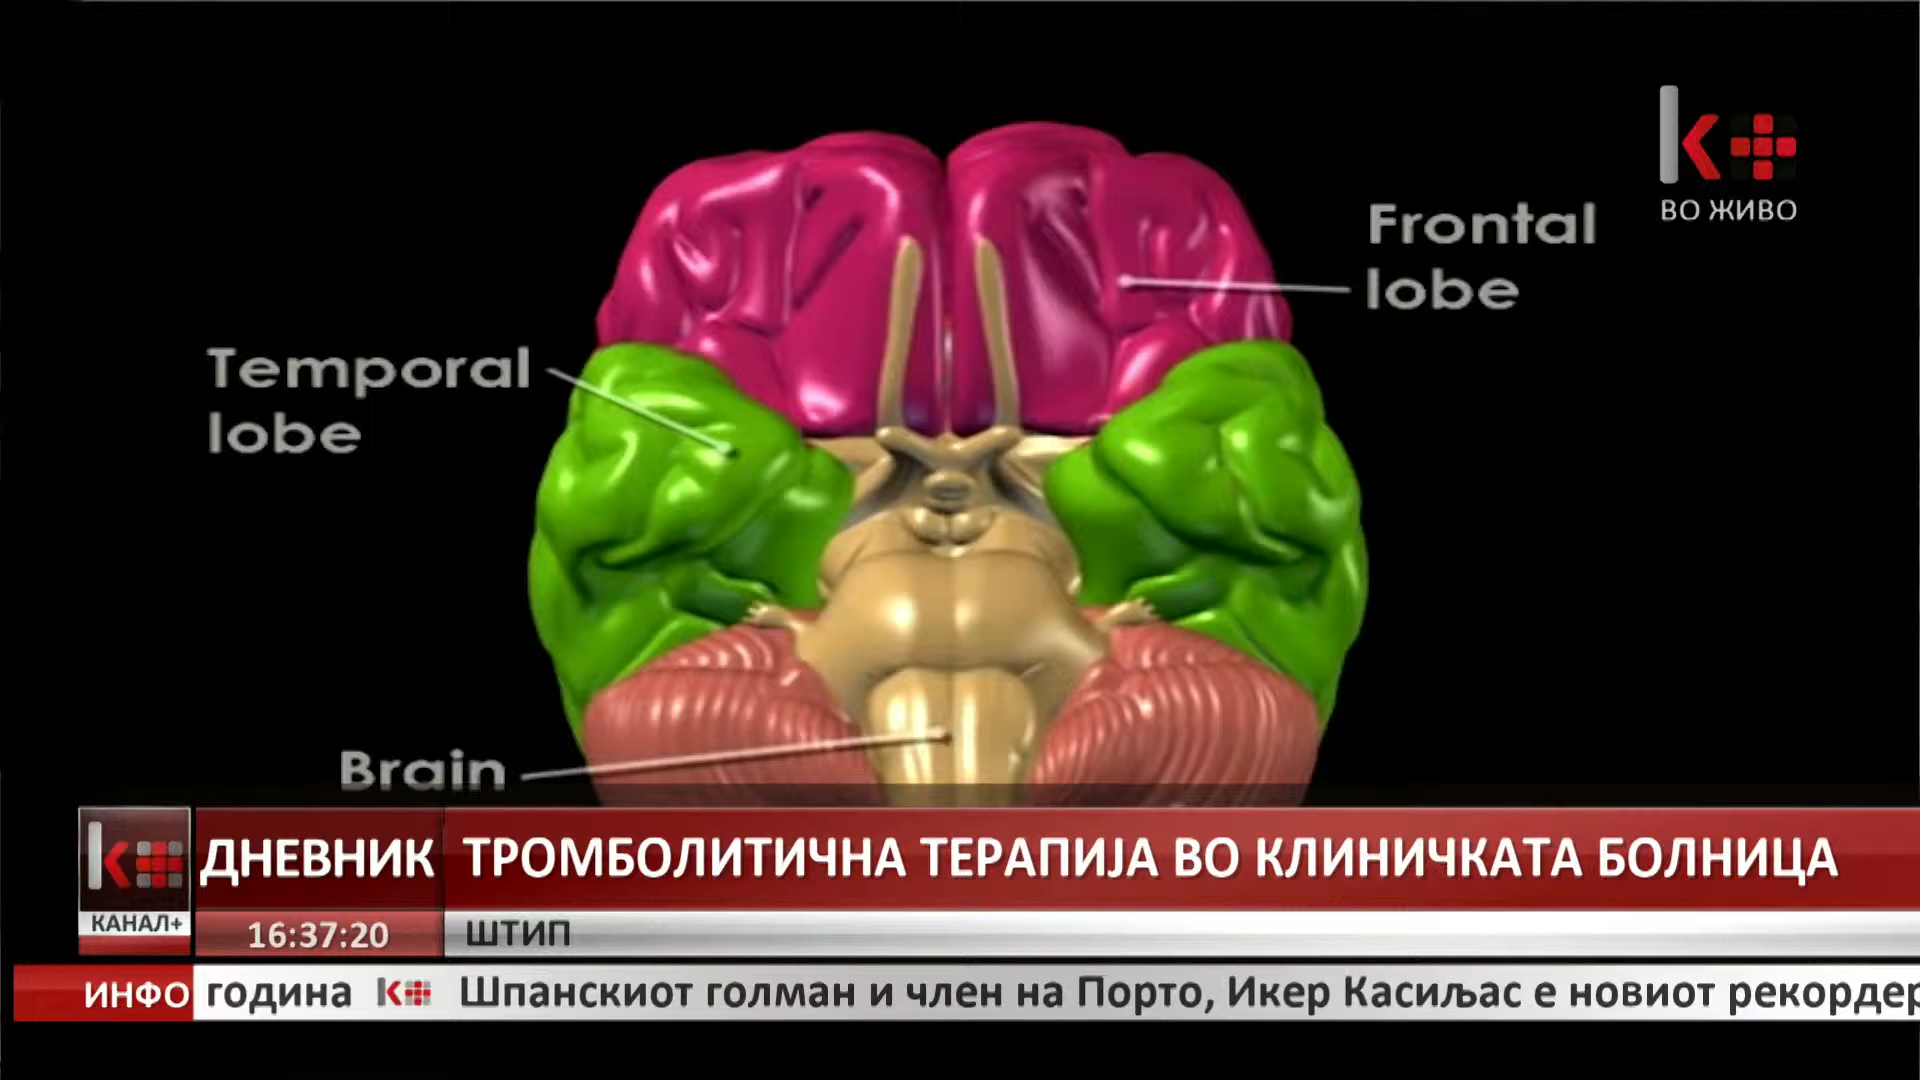 Frontal
lobe
ВО ЖИВО
Temporal
lobe
Brain
ДНЕВНИК
ТРОМБОЛИТИЧНА ТЕРАПИЈА ВО КЛИНИЧКАТА БОЛНИЦА
КАНАЛ+
16:37:20
ШТИП
ИНФО
година К+ Шпанскиот голман и член на Порто, Икер Касиљас е новиот рекордер